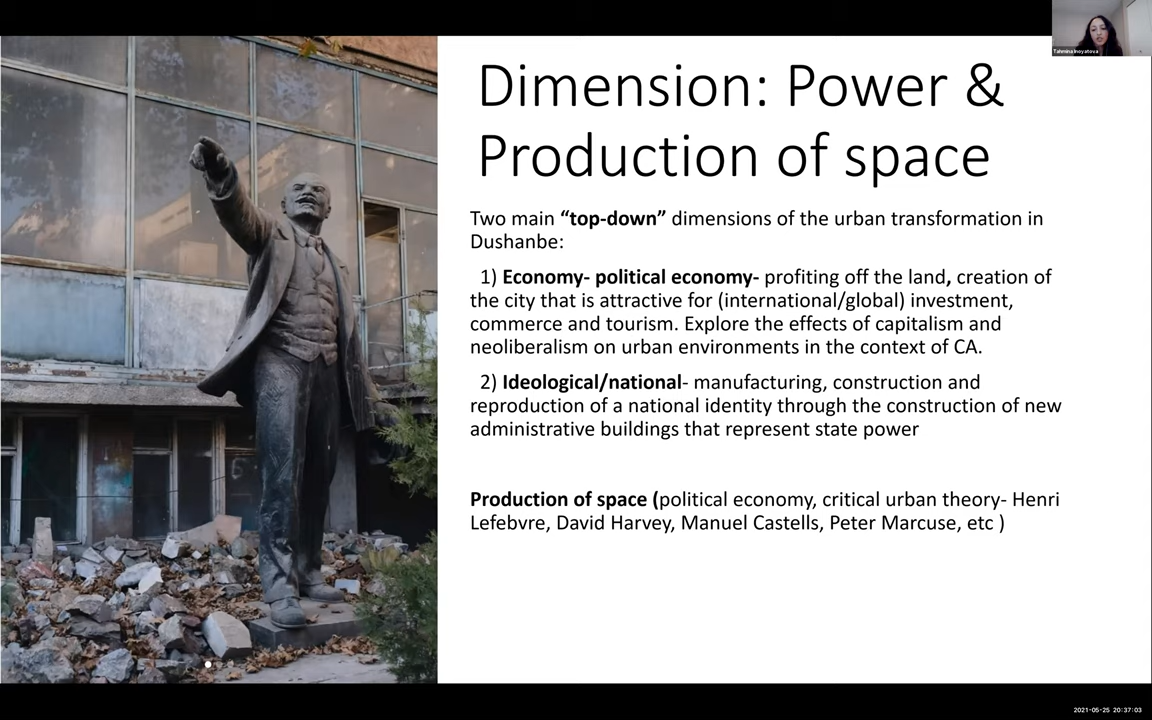 Tahmina Inoyatova
Dimension: Power &
Production of space
Two main “top-down” dimensions of the urban transformation in
Dushanbe:
1) Economy- political economy- profiting off the land, creation of
the city that is attractive for (international/global) investment,
commerce and tourism. Explore the effects of capitalism and
neoliberalism on urban environments in the context of CA.
2) Ideological/national- manufacturing, construction and
reproduction of a national identity through the construction of new
administrative buildings that represent state power
Production of space (political economy, critical urban theory- Henri
Lefebvre, David Harvey, Manuel Castells, Peter Marcuse, etc )
2021-05-25 20:37:03